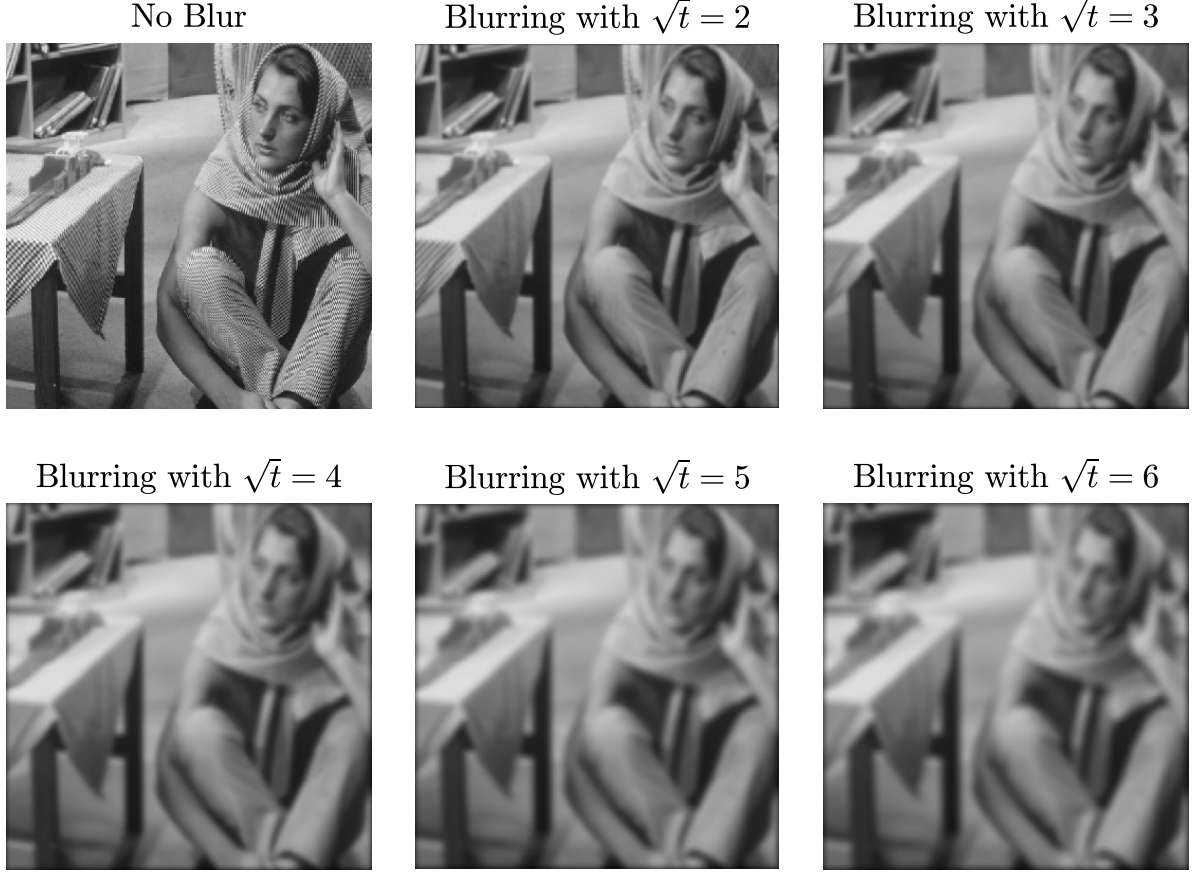 No Blur
Blurring with √t = 2
Blurring with √t = 3
Blurring with √t = 4
Blurring with √t = 5
Blurring with √t = 6